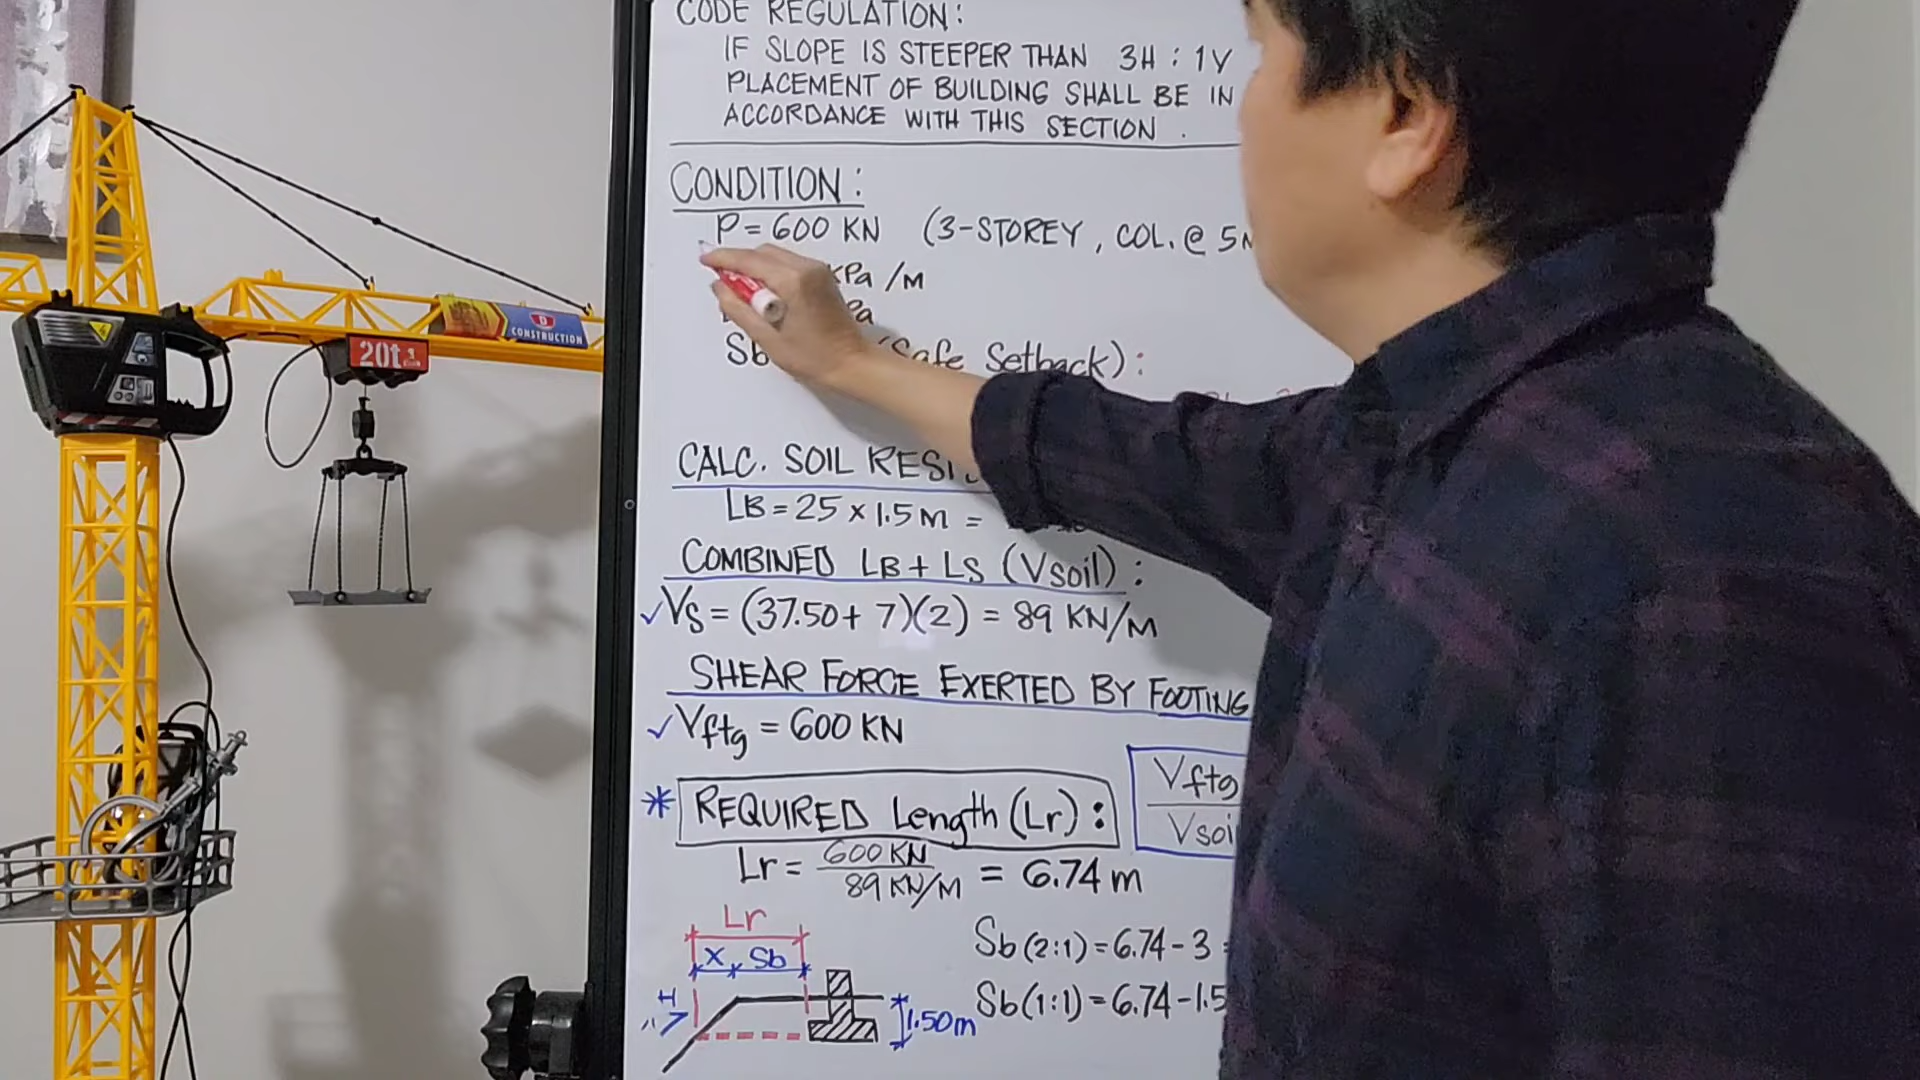 CODE REGULATION:
IF SLOPE IS STEEPER THAN 3H : 1V
PLACEMENT OF BUILDING SHALL BE IN
ACCORDANCE WITH THIS SECTION.
CONDITION:
P = 600 KN (3-STOREY, COL. @ 5
kPa/M
Pa
Sb (Safe Setback):
CALC. SOIL
LB = 25 x 1.5M =
COMBINED LB + LS (Vsoil):
✓ Vs = (37.50 + 7)(2) = 89 KN/M
SHEAR FORCE EXERTED BY FOOTING
✓ Vftg = 600 KN
* REQUIRED Length (Lr):
Vftg
Vsoi
Lr = 600 KN / 89 KN/M = 6.74 m
Lr
X Sb
H
1.50m
Sb (2:1) = 6.74 - 3
Sb (1:1) = 6.74 - 1.5
20t
CONSTRUCTION